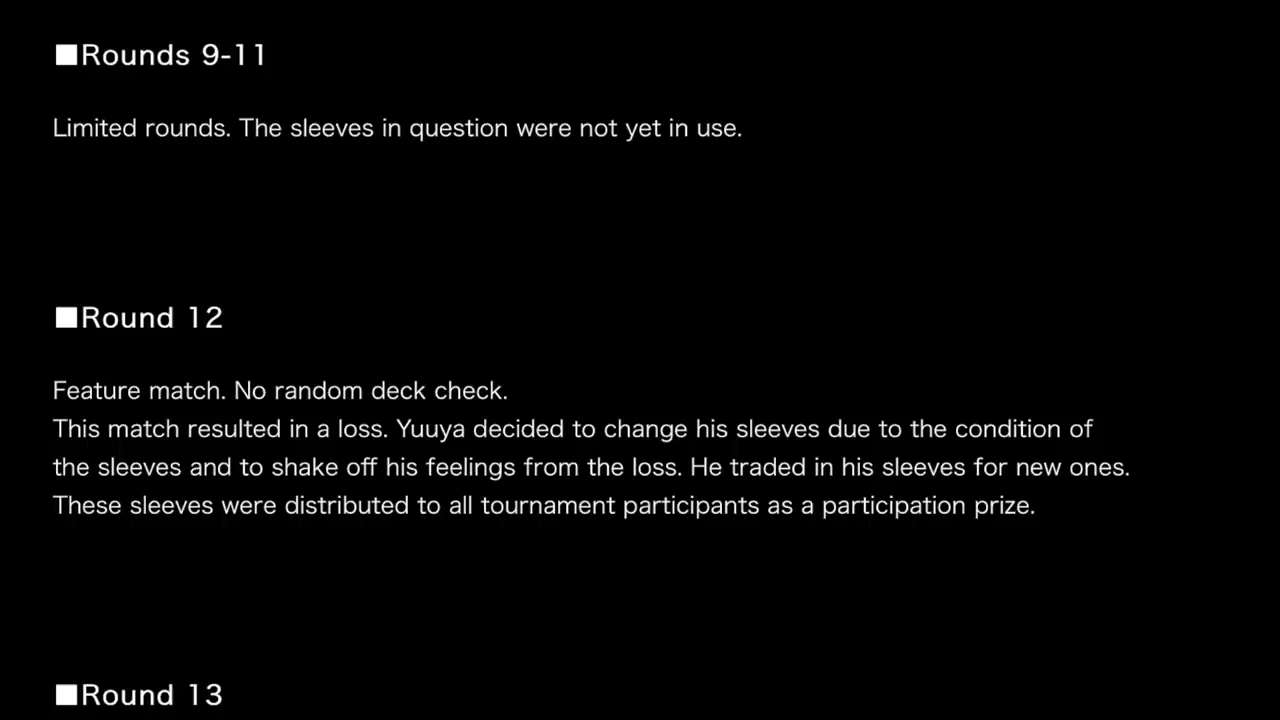 ■Rounds 9-11
Limited rounds. The sleeves in question were not yet in use.
■Round 12
Feature match. No random deck check.
This match resulted in a loss. Yuuya decided to change his sleeves due to the condition of
the sleeves and to shake off his feelings from the loss. He traded in his sleeves for new ones.
These sleeves were distributed to all tournament participants as a participation prize.
■Round 13